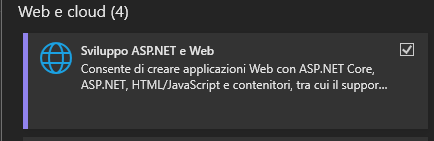 Web e cloud (4)
Sviluppo ASP.NET e Web
Consente di creare applicazioni Web con ASP.NET Core,
ASP.NET, HTML/JavaScript e contenitori, tra cui il suppor...